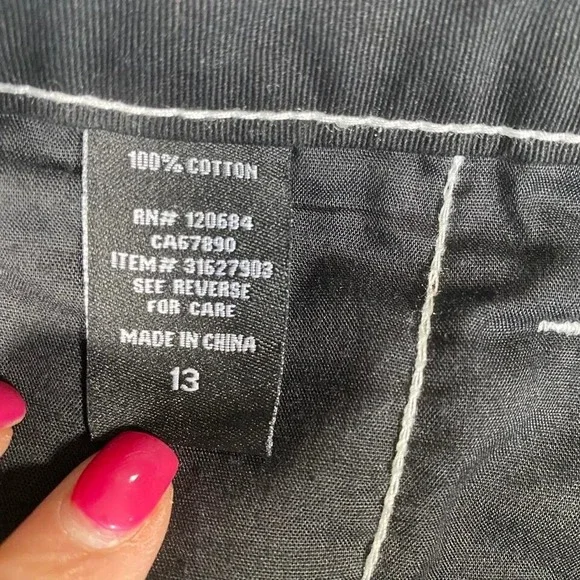 100% COTTON
RN# 120684
CA67890
ITEM# 31627903
SEE REVERSE
FOR CARE
MADE IN CHINA
13